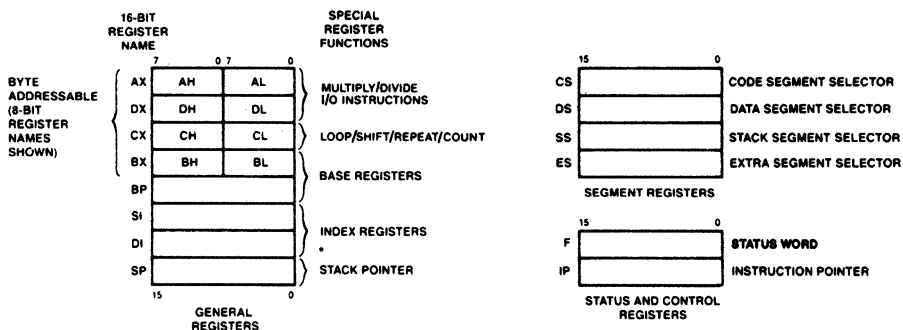 16-BIT
REGISTER
NAME
SPECIAL
REGISTER
FUNCTIONS
7 0 7 0
BYTE
ADDRESSABLE
(8-BIT
REGISTER
NAMES
SHOWN)
AX AH AL
DX DH DL
CX CH CL
BX BH BL
BP
SI
DI
SP
MULTIPLY/DIVIDE
I/O INSTRUCTIONS
LOOP/SHIFT/REPEAT/COUNT
BASE REGISTERS
INDEX REGISTERS
STACK POINTER
15 0
GENERAL
REGISTERS
15 0
CS CODE SEGMENT SELECTOR
DS DATA SEGMENT SELECTOR
SS STACK SEGMENT SELECTOR
ES EXTRA SEGMENT SELECTOR
SEGMENT REGISTERS
15 0
F STATUS WORD
IP INSTRUCTION POINTER
STATUS AND CONTROL
REGISTERS